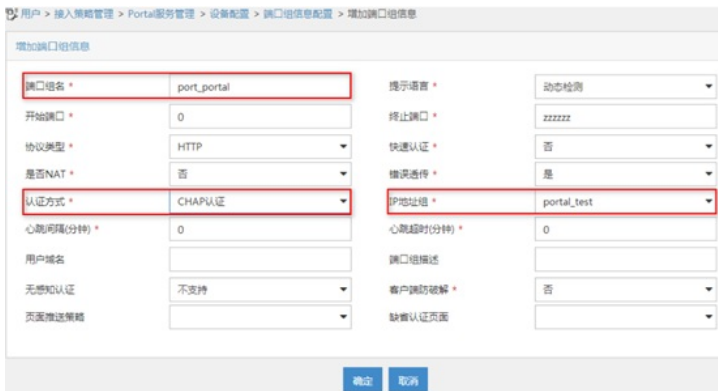 用户 > 接入策略管理 > Portal服务管理 > 设备配置 > 端口组信息配置 > 增加端口组信息
增加端口组信息
端口组名 * port_portal 提示语言 * 动态检测
开始端口 * 0 终止端口 * zzzzzz
协议类型 * HTTP 快速认证 * 否
是否NAT * 否 错误透传 * 是
认证方式 * CHAP认证 IP地址组 * portal_test
心跳间隔(分钟) * 0 心跳超时(分钟) * 0
用户域名 端口组描述
无感知认证 不支持 客户端防破解 * 否
页面推送策略 缺省认证页面
确定 取消